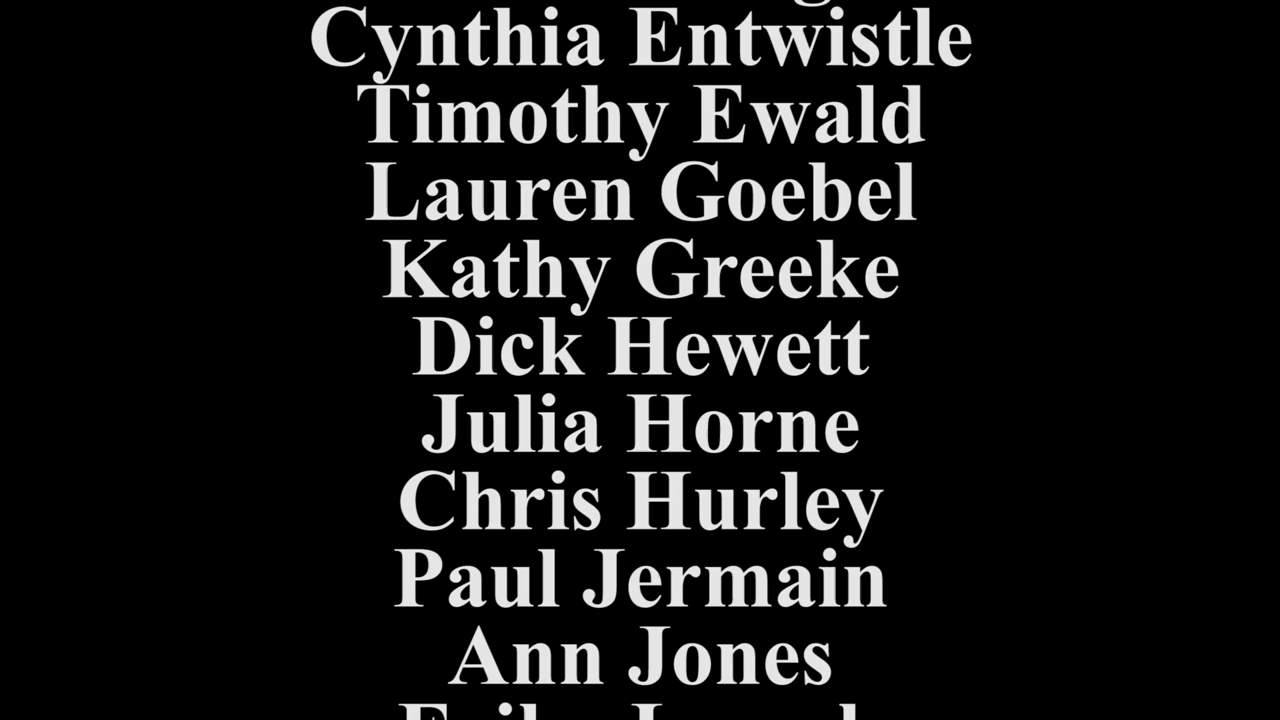 Cynthia Entwistle
Timothy Ewald
Lauren Goebel
Kathy Greeke
Dick Hewett
Julia Horne
Chris Hurley
Paul Jermain
Ann Jones